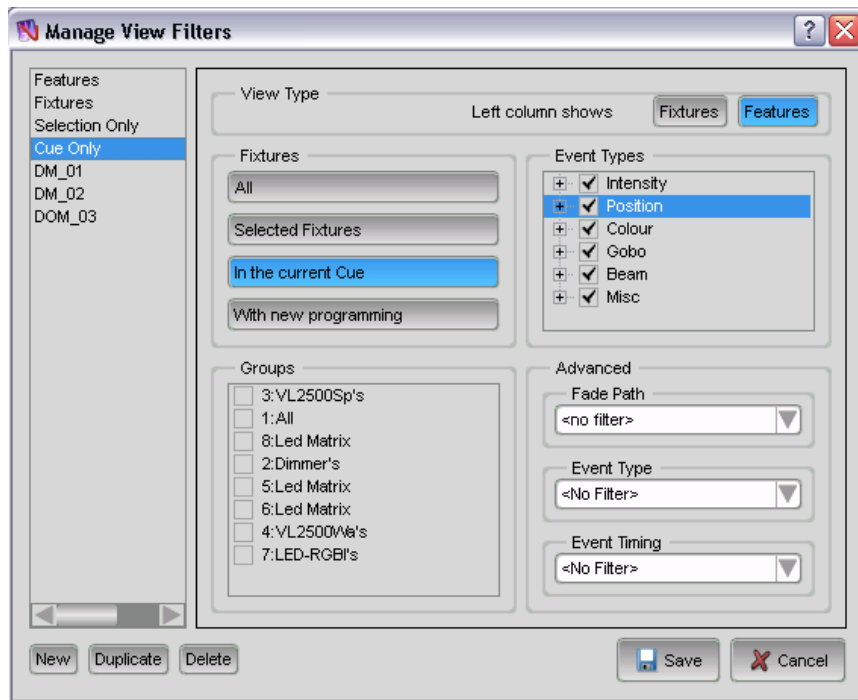 Manage View Filters
?
Features
Fixtures
Selection Only
Cue Only
DM_01
DM_02
DOM_03
View Type
Left column shows
Fixtures
Features
Fixtures
All
Selected Fixtures
In the current Cue
With new programming
Event Types
Intensity
Position
Colour
Gobo
Beam
Misc
Groups
3:VL2500Sp's
1:All
8:Led Matrix
2:Dimmer's
5:Led Matrix
6:Led Matrix
4:VL2500Wa's
7:LED-RGBI's
Advanced
Fade Path
<no filter>
Event Type
<No Filter>
Event Timing
<No Filter>
New
Duplicate
Delete
Save
Cancel